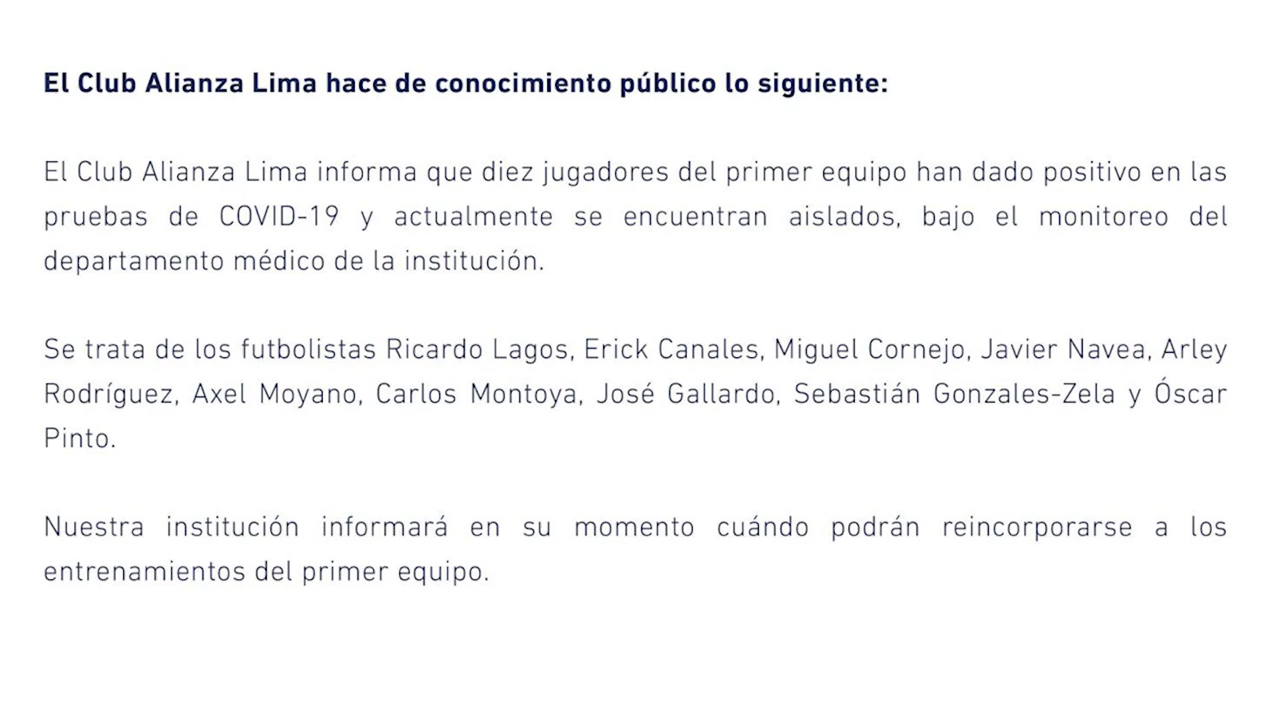 El Club Alianza Lima hace de conocimiento público lo siguiente:
El Club Alianza Lima informa que diez jugadores del primer equipo han dado positivo en las
pruebas de COVID-19 y actualmente se encuentran aislados, bajo el monitoreo del
departamento médico de la institución.
Se trata de los futbolistas Ricardo Lagos, Erick Canales, Miguel Cornejo, Javier Navea, Arley
Rodríguez, Axel Moyano, Carlos Montoya, José Gallardo, Sebastián Gonzales-Zela y Óscar
Pinto.
Nuestra institución informará en su momento cuándo podrán reincorporarse a los
entrenamientos del primer equipo.